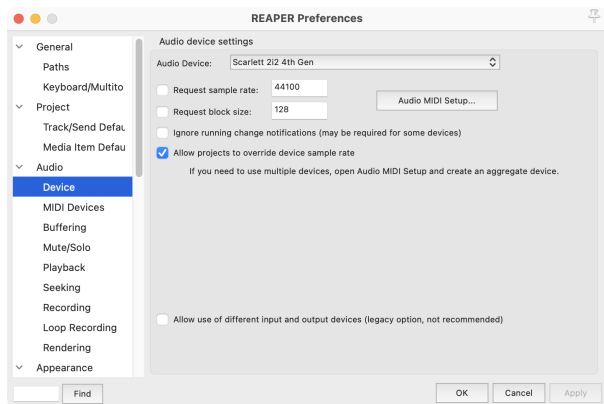 REAPER Preferences
General
Paths
Keyboard/Multito
Project
Track/Send Defau
Media Item Defau
Audio
Device
MIDI Devices
Buffering
Mute/Solo
Playback
Seeking
Recording
Loop Recording
Rendering
Appearance
Find
Audio device settings
Audio Device: Scarlett 2i2 4th Gen
Request sample rate: 44100
Request block size: 128
Audio MIDI Setup...
Ignore running change notifications (may be required for some devices)
Allow projects to override device sample rate
If you need to use multiple devices, open Audio MIDI Setup and create an aggregate device.
Allow use of different input and output devices (legacy option, not recommended)
OK Cancel Apply